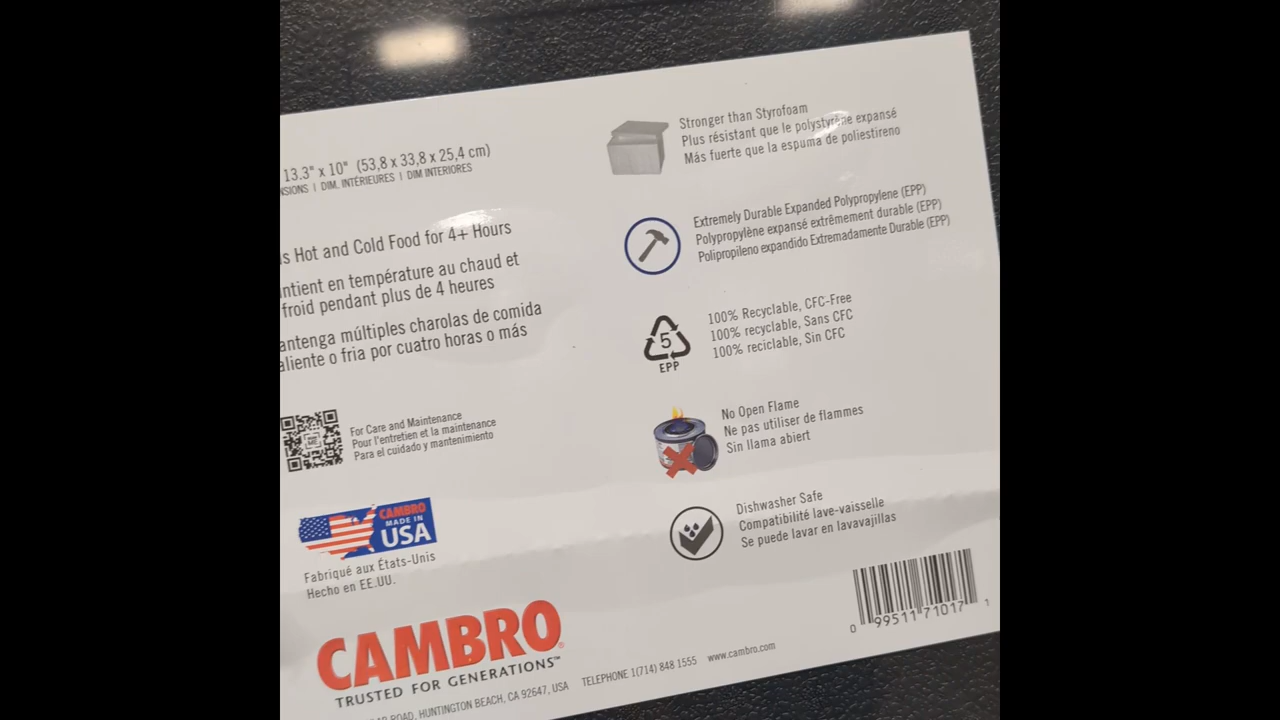 13.3" x 10" (53,8 x 33,8 x 25,4 cm)
| DIM. INTÉRIEURES | DIM INTERIORES
Hot and Cold Food for 4+ Hours
en température au chaud et
froid pendant plus de 4 heures
múltiples charolas de comida
o fria por cuatro horas o más
For Care and Maintenance
Pour l'entretien et la maintenance
Para el cuidado y mantenimiento
CAMBRO
MADE IN
USA
Fabriqué aux États-Unis
Hecho en EE.UU.
CAMBRO®
TRUSTED FOR GENERATIONS™
ROAD, HUNTINGTON BEACH, CA 92647, USA TELEPHONE 1(714) 848 1555 www.cambro.com
Stronger than Styrofoam
Plus résistant que le polystyrène expansé
Más fuerte que la espuma de poliestireno
Extremely Durable Expanded Polypropylene (EPP)
Polypropylène expansé extrêmement durable (EPP)
Polipropileno expandido Extremadamente Durable (EPP)
5
EPP
100% Recyclable, CFC-Free
100% recyclable, Sans CFC
100% reciclable, Sin CFC
No Open Flame
Ne pas utiliser de flammes
Sin llama abiert
Dishwasher Safe
Compatibilité lave-vaisselle
Se puede lavar en lavavajillas
0 99511 71017 1